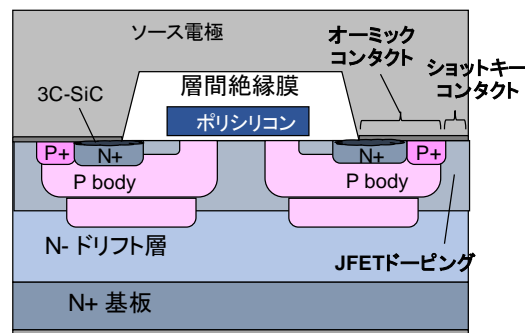 ソース電極
オーミック
コンタクト
ショットキー
コンタクト
3C-SiC
層間絶縁膜
ポリシリコン
P+
N+
N+
P+
P body
P body
N- ドリフト層
JFETドーピング
N+ 基板